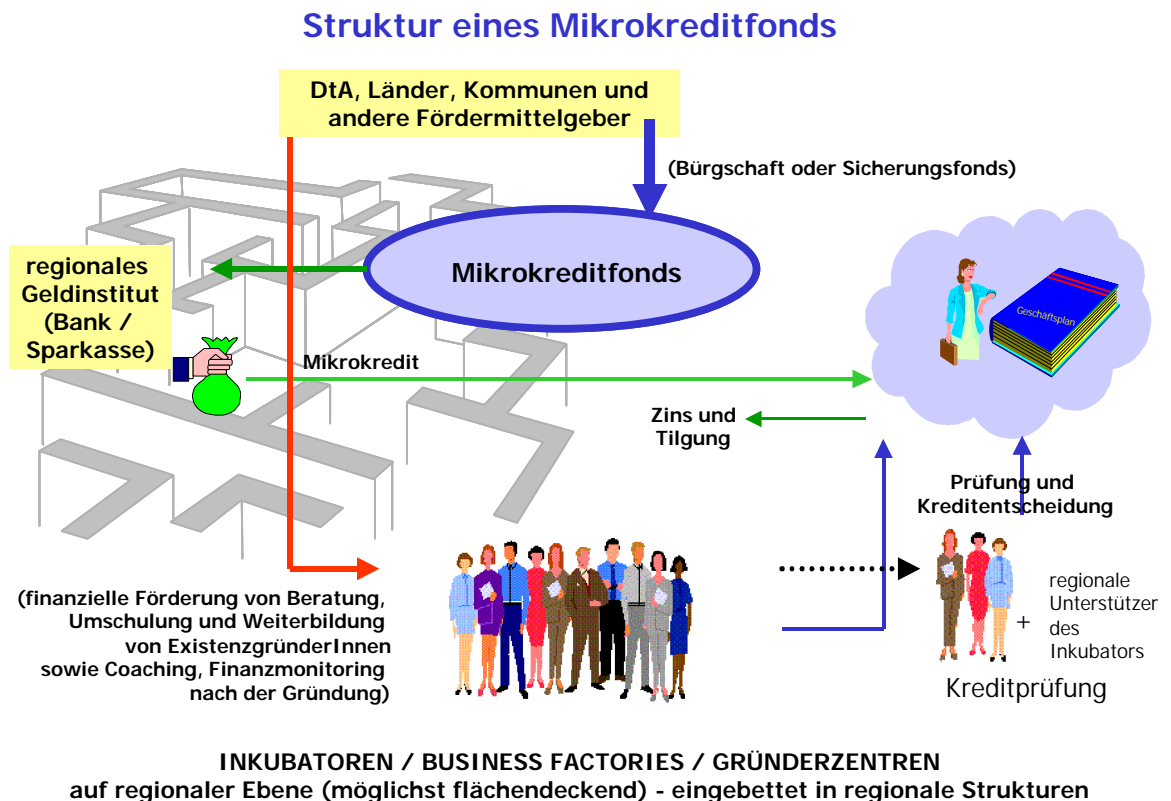 Struktur eines Mikrokreditfonds
DtA, Länder, Kommunen und
andere Fördermittelgeber
(Bürgschaft oder Sicherungsfonds)
Mikrokreditfonds
regionales
Geldinstitut
(Bank /
Sparkasse)
Geschäftsplan
Mikrokredit
Zins und
Tilgung
Prüfung und
Kreditentscheidung
(finanzielle Förderung von Beratung,
Umschulung und Weiterbildung
von ExistenzgründerInnen
sowie Coaching, Finanzmonitoring
nach der Gründung)
+
regionale
Unterstützer
des
Inkubators
Kreditprüfung
INKUBATOREN / BUSINESS FACTORIES / GRÜNDERZENTREN
auf regionaler Ebene (möglichst flächendeckend) - eingebettet in regionale Strukturen